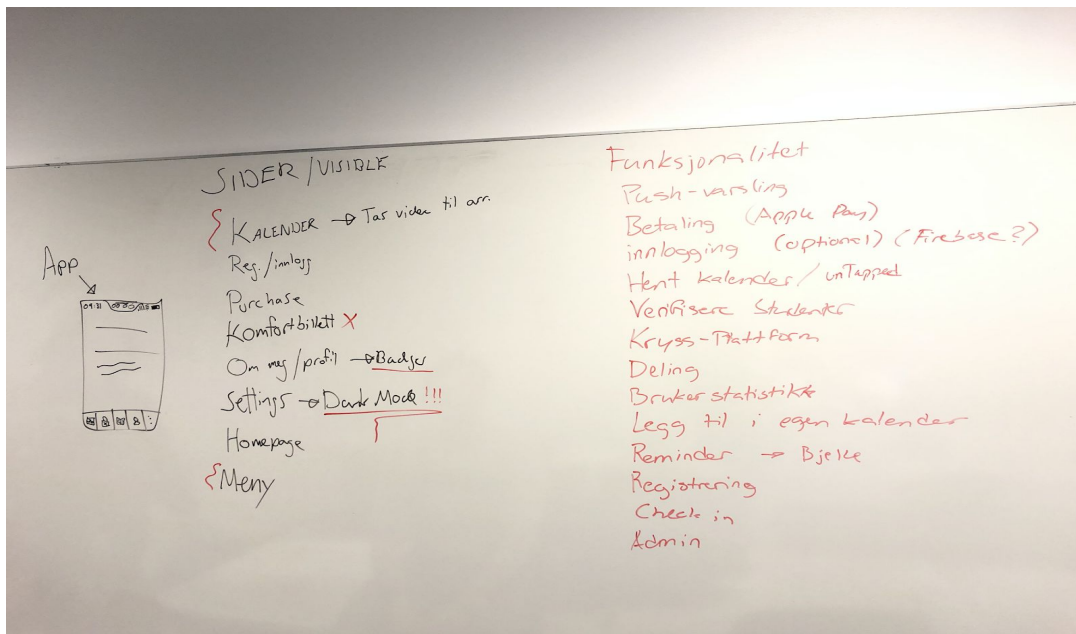 SIDER/VISIBLE
KALENDER → Tar videre til arr.
Reg./innlogg
Purchase
Komfortbillett X
Om meg/profil → Badges
Settings → Dark Mode !!!
Homepage
Meny
App
09:31
Funksjonalitet
Push-varsling
Betaling (Apple Pay)
innlogging (optional) (Firebase?)
Hent kalender/unTapped
Verifisere Studenter
Kryss-Plattform
Deling
Bruker statistikk
Legg til i egen kalender
Reminder → Bjelle
Registrering
Check in
Admin